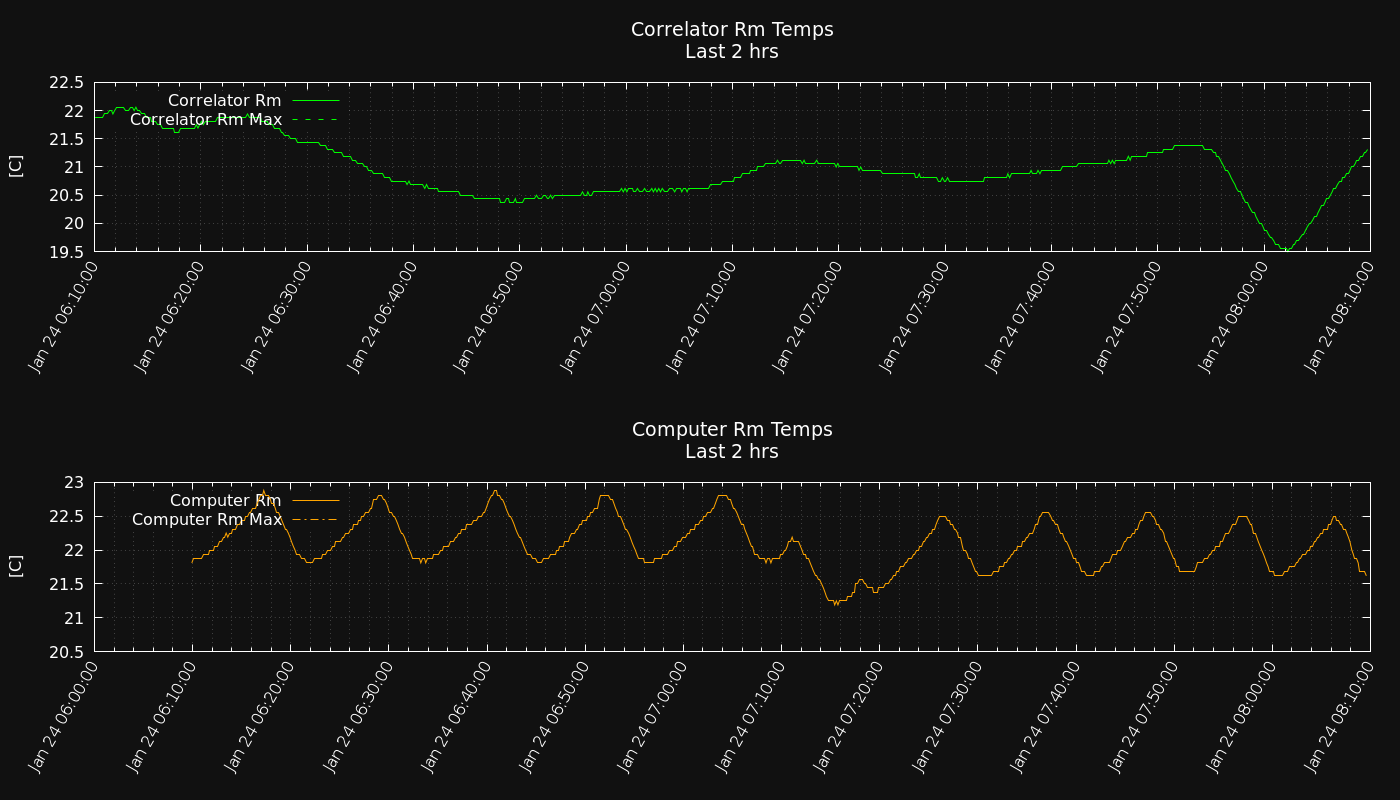 Correlator Rm Temps
Last 2 hrs
22.5
22
21.5
21
20.5
20
19.5
[C]
Correlator Rm
Correlator Rm Max
Jan 24 06:10:00
Jan 24 06:20:00
Jan 24 06:30:00
Jan 24 06:40:00
Jan 24 06:50:00
Jan 24 07:00:00
Jan 24 07:10:00
Jan 24 07:20:00
Jan 24 07:30:00
Jan 24 07:40:00
Jan 24 07:50:00
Jan 24 08:00:00
Jan 24 08:10:00
Computer Rm Temps
Last 2 hrs
23
22.5
22
21.5
21
20.5
[C]
Computer Rm
Computer Rm Max
Jan 24 06:00:00
Jan 24 06:10:00
Jan 24 06:20:00
Jan 24 06:30:00
Jan 24 06:40:00
Jan 24 06:50:00
Jan 24 07:00:00
Jan 24 07:10:00
Jan 24 07:20:00
Jan 24 07:30:00
Jan 24 07:40:00
Jan 24 07:50:00
Jan 24 08:00:00
Jan 24 08:10:00